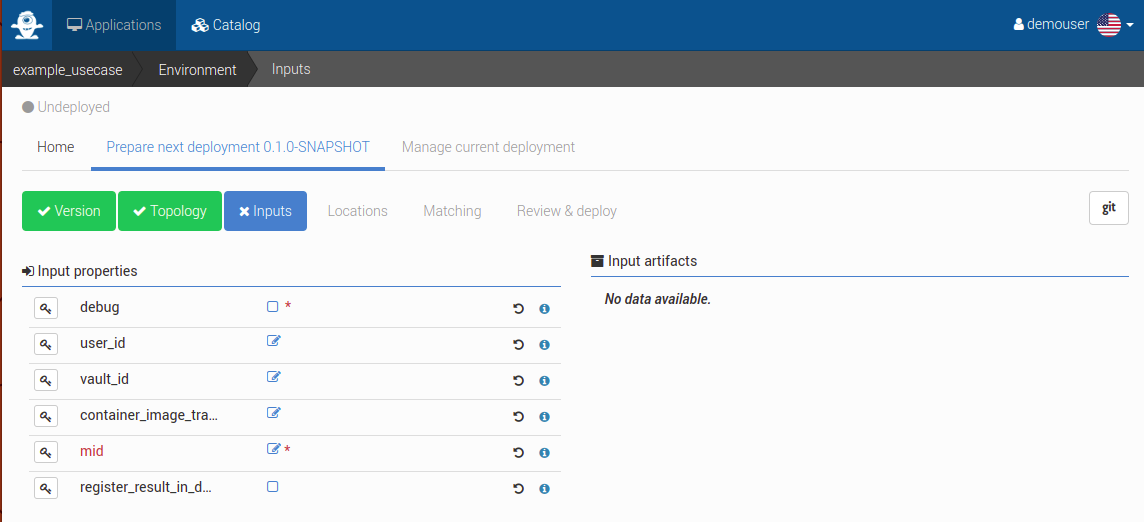 Applications Catalog demouser
example_usecase Environment Inputs
Undeployed
Home Prepare next deployment 0.1.0-SNAPSHOT Manage current deployment
Version Topology Inputs Locations Matching Review & deploy git
Input properties
debug *
user_id
vault_id
container_image_tra...
mid *
register_result_in_d...
Input artifacts
No data available.